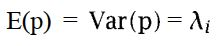 E(p) = Var(p) = λᵢ